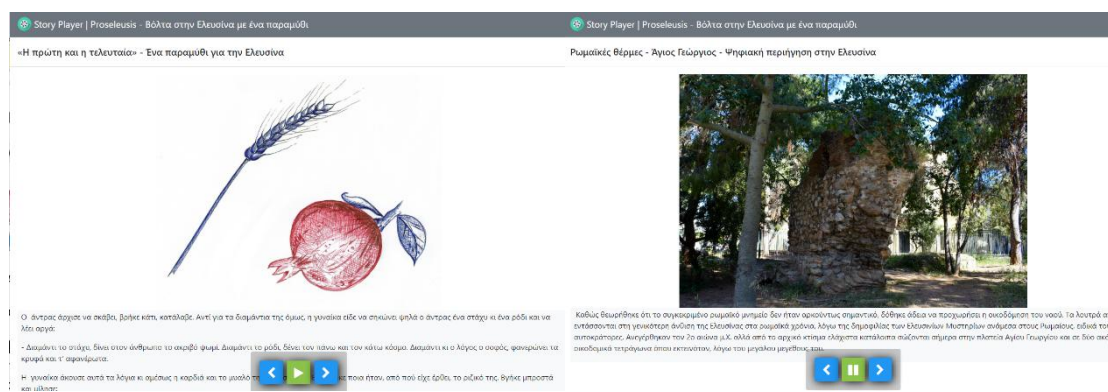 Story Player | Proseleusis - Βόλτα στην Ελευσίνα με ένα παραμύθι
«Η πρώτη και η τελευταία» - Ένα παραμύθι για την Ελευσίνα
Ο άντρας άρχισε να σκάβει, βρήκε κάτι, κατάλαβε. Αντί για τα διαμάντια της όμως, η γυναίκα είδε να σηκώνει ψηλά ο άντρας ένα στάχυ κι ένα ρόδι και να
λέει οργά:
- Διαμάντι το στάχυ, δίνει στον άνθρωπο το ακριβό ψωμί. Διαμάντι το ρόδι, δένει τον πάνω και τον κάτω κόσμο. Διαμάντι κι ο λόγος ο σοφός, φανερώνει τα
κρυφά και τ' αφανέρωτα.
Η γυναίκα άκουσε αυτά τα λόγια κι αμέσως η καρδιά και το μυαλό ποια ήταν, από πού είχε έρθει, το ριζικό της. Βγήκε μπροστά
και μίλησε:
Story Player | Proseleusis - Βόλτα στην Ελευσίνα με ένα παραμύθι
Ρωμαϊκές θέρμες - Άγιος Γεώργιος - Ψηφιακή περιήγηση στην Ελευσίνα
Καθώς θεωρήθηκε ότι το συγκεκριμένο ρωμαϊκό μνημείο δεν ήταν αρκούντως σημαντικό, δόθηκε άδεια να προχωρήσει η οικοδόμηση του ναού. Τα λουτρά α
εντάσσονται στη γενικότερη άνθιση της Ελευσίνας στα ρωμαϊκά χρόνια, λόγω της δημοφιλίας των Ελευσίνιων Μυστηρίων ανάμεσα στους Ρωμαίους, ειδικά το
αυτοκράτορες. Ανεγέρθηκαν τον 2ο αιώνα μ.Χ. αλλά από το αρχικό κτίσμα ελάχιστα κατάλοιπα σώζονται σήμερα στην πλατεία Αγίου Γεωργίου και σε δύο ακό
οικοδομικά τετράγωνα όπου εκτεινόταν, λόγω του μεγάλου μεγέθους του.